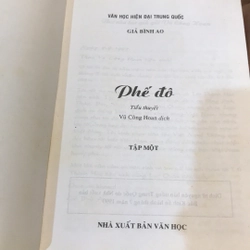 VĂN HỌC HIỆN ĐẠI TRUNG QUỐC
GIẢ BÌNH AO
Phế đô
Tiểu thuyết
Vũ Công Hoan dịch
TẬP MỘT
NHÀ XUẤT BẢN VĂN HỌC